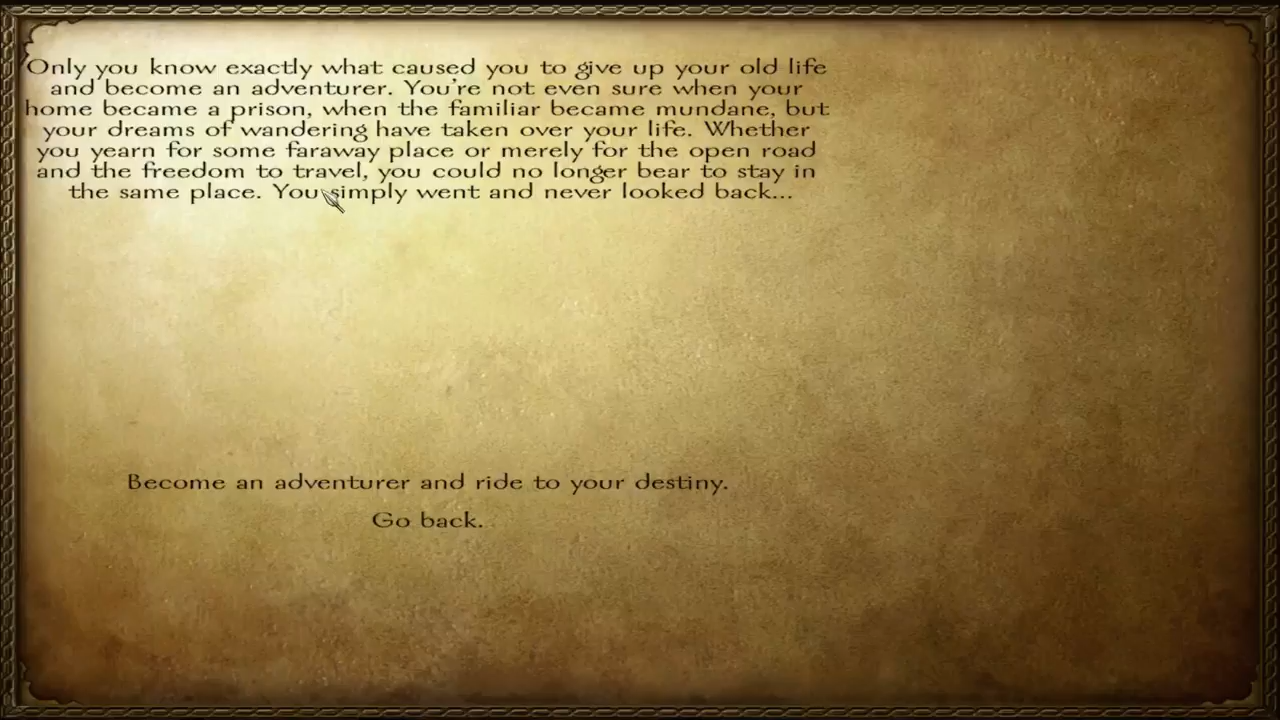 Only you know exactly what caused you to give up your old life
and become an adventurer. You're not even sure when your
home became a prison, when the familiar became mundane, but
your dreams of wandering have taken over your life. Whether
you yearn for some faraway place or merely for the open road
and the freedom to travel, you could no longer bear to stay in
the same place. You simply went and never looked back...
Become an adventurer and ride to your destiny.
Go back.